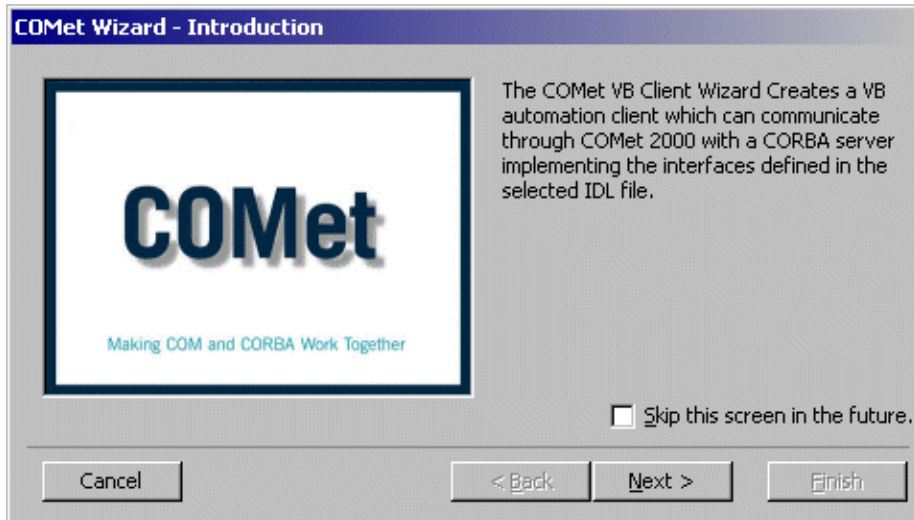 COMet Wizard - Introduction
The COMet VB Client Wizard Creates a VB
automation client which can communicate
through COMet 2000 with a CORBA server
implementing the interfaces defined in the
selected IDL file.
COMet
Making COM and CORBA Work Together
Skip this screen in the future.
Cancel
< Back
Next >
Finish